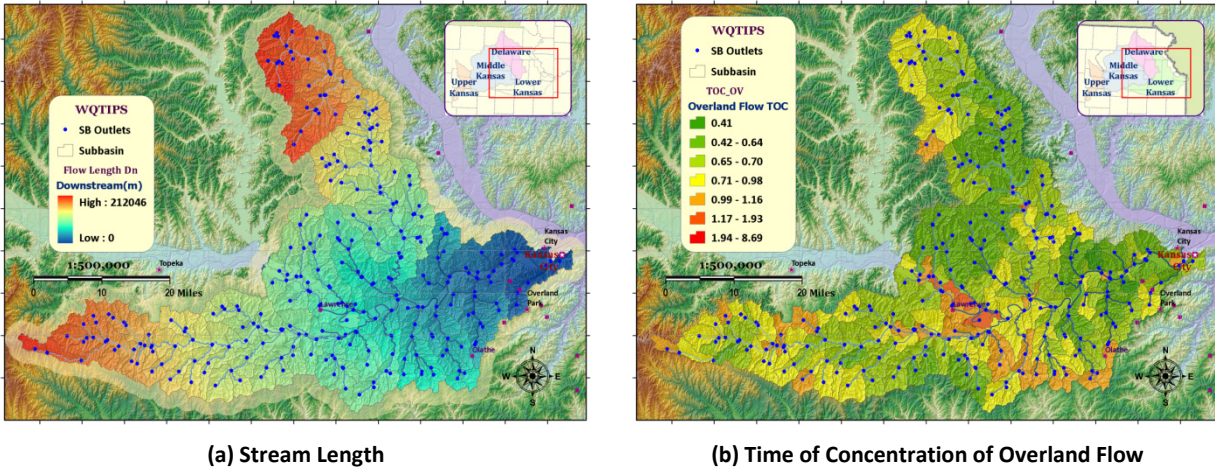 WQTIPS
SB Outlets
Subbasin
Flow Length Dn
Downstream(m)
High : 212046
Low : 0
1:500,000
0 10 20 Miles
Delaware
Middle
Kansas
Upper
Kansas
Lower
Kansas
Topeka
Lawrence
Kansas
City
Kansas
City
Overland
Park
Olathe
N
W E
S
(a) Stream Length
WQTIPS
SB Outlets
Subbasin
TOC_OV
Overland Flow TOC
0.41
0.42 - 0.64
0.65 - 0.70
0.71 - 0.98
0.99 - 1.16
1.17 - 1.93
1.94 - 8.69
1:500,000
0 10 20 Miles
Delaware
Middle
Kansas
Upper
Kansas
Lower
Kansas
Topeka
Lawrence
Kansas
City
Kansas
City
Overland
Park
Olathe
N
W E
S
(b) Time of Concentration of Overland Flow